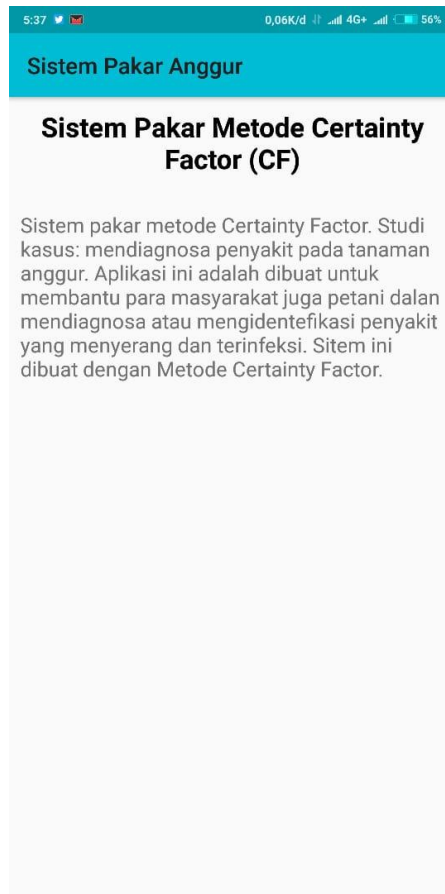 5:37 0,06K/d 4G+ 56%
Sistem Pakar Anggur
Sistem Pakar Metode Certainty
Factor (CF)
Sistem pakar metode Certainty Factor. Studi
kasus: mendiagnosa penyakit pada tanaman
anggur. Aplikasi ini adalah dibuat untuk
membantu para masyarakat juga petani dalan
mendiagnosa atau mengidentefikasi penyakit
yang menyerang dan terinfeksi. Sitem ini
dibuat dengan Metode Certainty Factor.